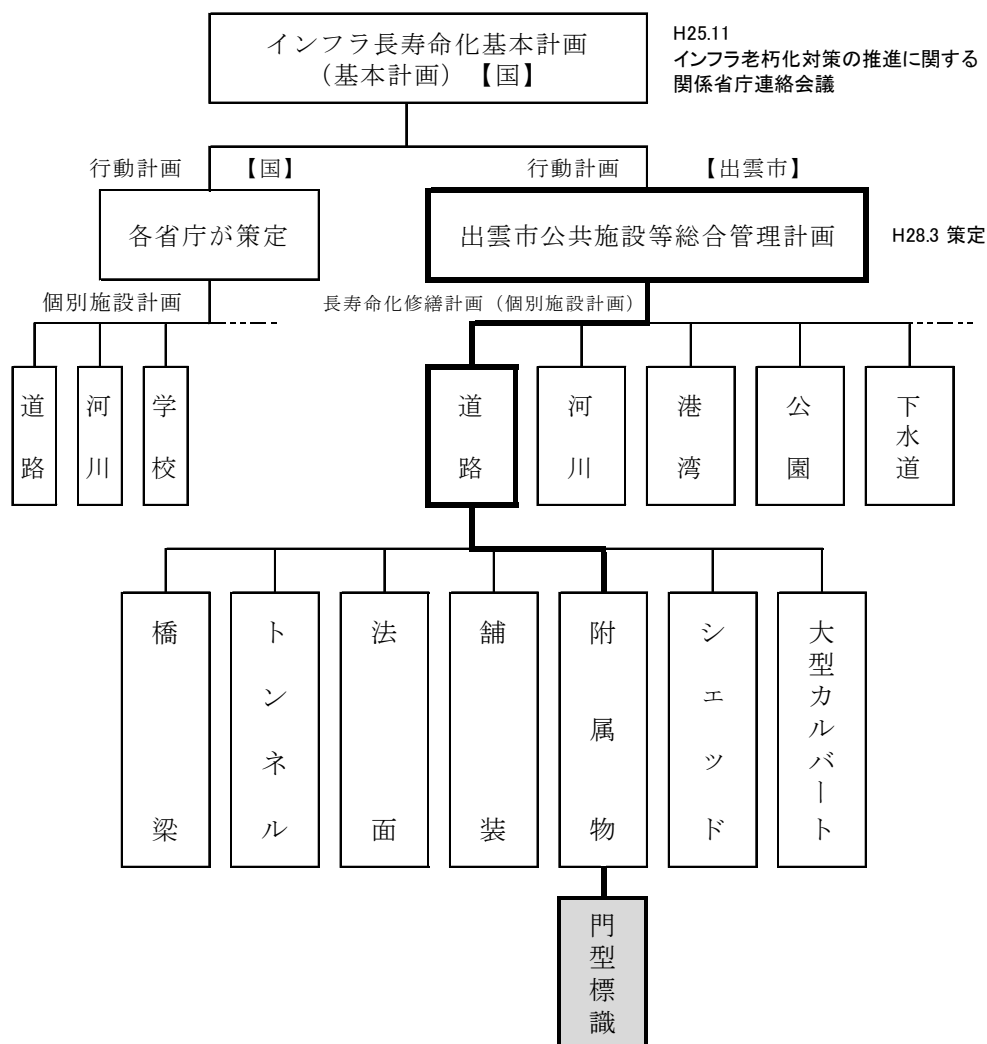 インフラ長寿命化基本計画
（基本計画）【国】
H25.11
インフラ老朽化対策の推進に関する
関係省庁連絡会議
行動計画 【国】
行動計画 【出雲市】
各省庁が策定
出雲市公共施設等総合管理計画
H28.3 策定
個別施設計画
長寿命化修繕計画（個別施設計画）
道路
河川
学校
道路
河川
港湾
公園
下水道
橋梁
トンネル
法面
舗装
附属物
シェッド
大型カルバート
門型標識